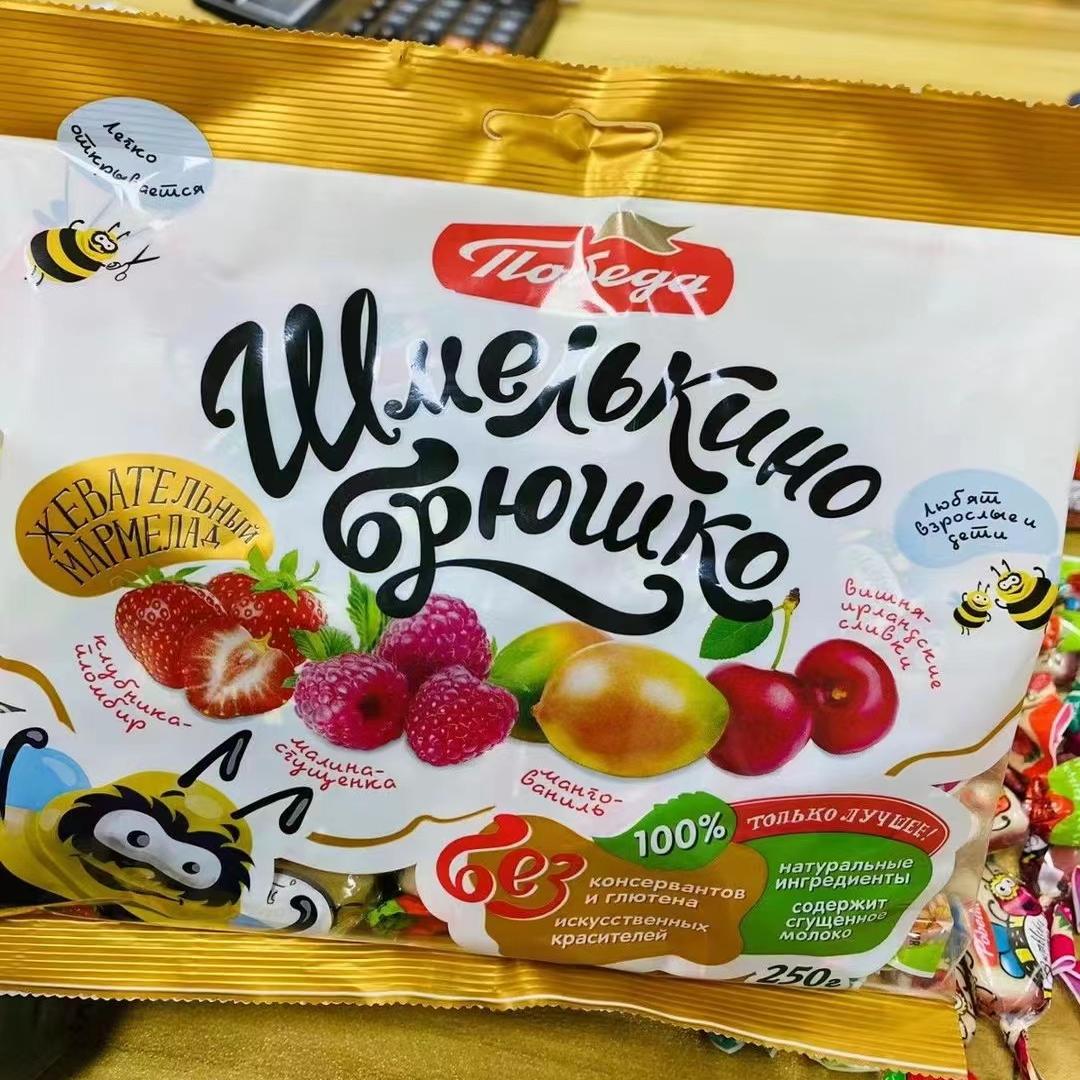 Легко
открывается
Победа
Шмелькино
брюшко
ЖЕВАТЕЛЬНЫЙ
МАРМЕЛАД
Любят
взрослые и
дети
клубника-
пломбир
малина-
сгущенка
манго-
ваниль
вишня-
ирландские
сливки
без
консервантов
и глютена
искусственных
красителей
100%
ТОЛЬКО ЛУЧШЕЕ!
натуральные
ингредиенты
содержит
сгущенное
молоко
250г